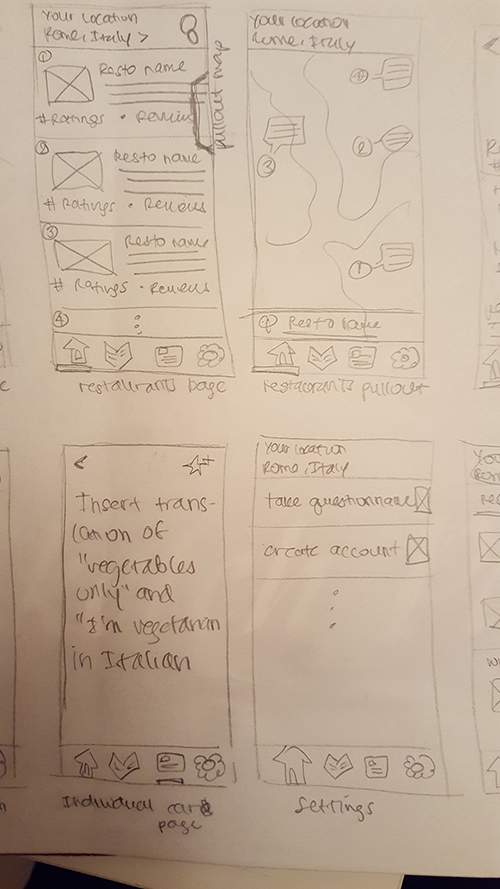 Your Location
Rome, Italy >
①
Resto name
# Ratings • Reviews
②
Resto name
# Ratings • Reviews
③
Resto name
# Ratings • Reviews
④
pullout map
restaurants page
Your Location
Rome, Italy
④
③
②
①
Resto name
restaurants pullout
<
Insert trans-
lation of
"vegetables
only" and
"I'm vegetarian
in Italian
Individual card
page
Your Location
Rome, Italy
take questionnaire
create account
settings